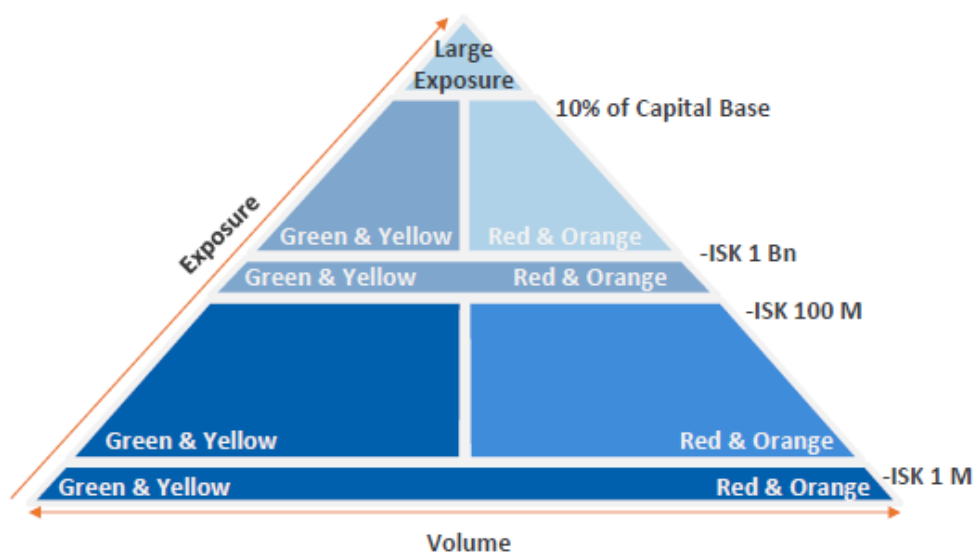 Large
Exposure
10% of Capital Base
Exposure
Green & Yellow Red & Orange
-ISK 1 Bn
Green & Yellow Red & Orange
-ISK 100 M
Green & Yellow Red & Orange
-ISK 1 M
Green & Yellow Red & Orange
Volume